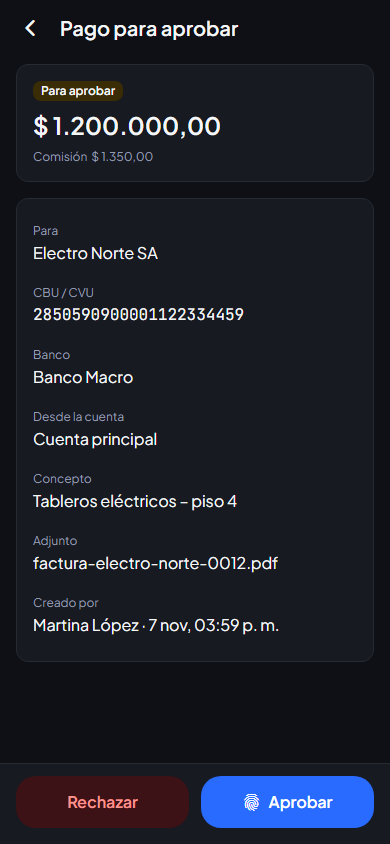 Pago para aprobar
Para aprobar
$ 1.200.000,00
Comisión $ 1.350,00
Para
Electro Norte SA
CBU / CVU
2850590900001122334459
Banco
Banco Macro
Desde la cuenta
Cuenta principal
Concepto
Tableros eléctricos – piso 4
Adjunto
factura-electro-norte-0012.pdf
Creado por
Martina López · 7 nov, 03:59 p. m.
Rechazar
Aprobar